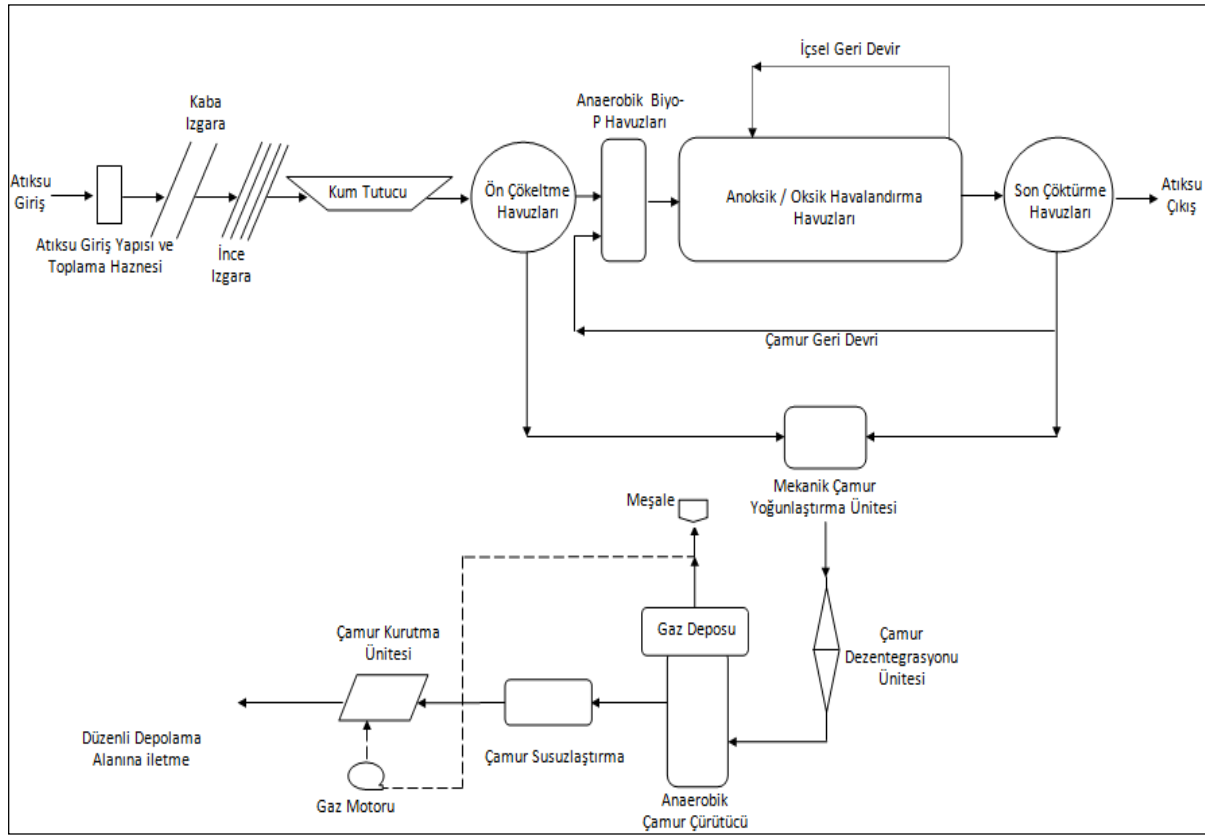 İçsel Geri Devir
Kaba
Izgara
Anaerobik Biyo-
P Havuzları
Atıksu
Giriş
Kum Tutucu
Ön Çökeltme
Havuzları
Anoksik / Oksik Havalandırma
Havuzları
Son Çöktürme
Havuzları
Atıksu
Çıkış
Atıksu Giriş Yapısı ve
Toplama Haznesi
İnce
Izgara
Çamur Geri Devri
Mekanik Çamur
Yoğunlaştırma Ünitesi
Meşale
Gaz Deposu
Çamur
Dezentegrasyonu
Ünitesi
Çamur Kurutma
Ünitesi
Düzenli Depolama
Alanına iletme
Çamur Susuzlaştırma
Gaz Motoru
Anaerobik
Çamur Çürütücü